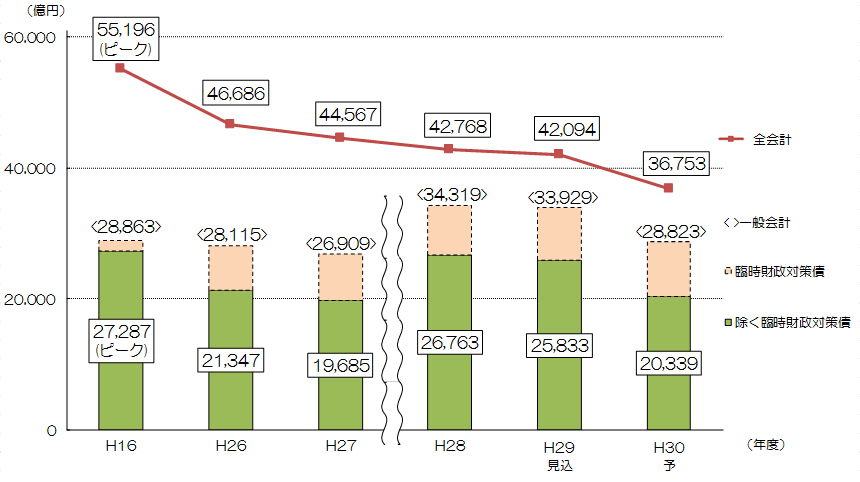 （億円）
60,000
40,000
20,000
0
55,196
(ピーク)
46,686
44,567
42,768
42,094
36,753
<28,863>
<28,115>
<26,909>
<34,319>
<33,929>
<28,823>
27,287
(ピーク)
21,347
19,685
26,763
25,833
20,339
H16
H26
H27
H28
H29
見込
H30
予
（年度）
全会計
< >一般会計
臨時財政対策債
除く臨時財政対策債